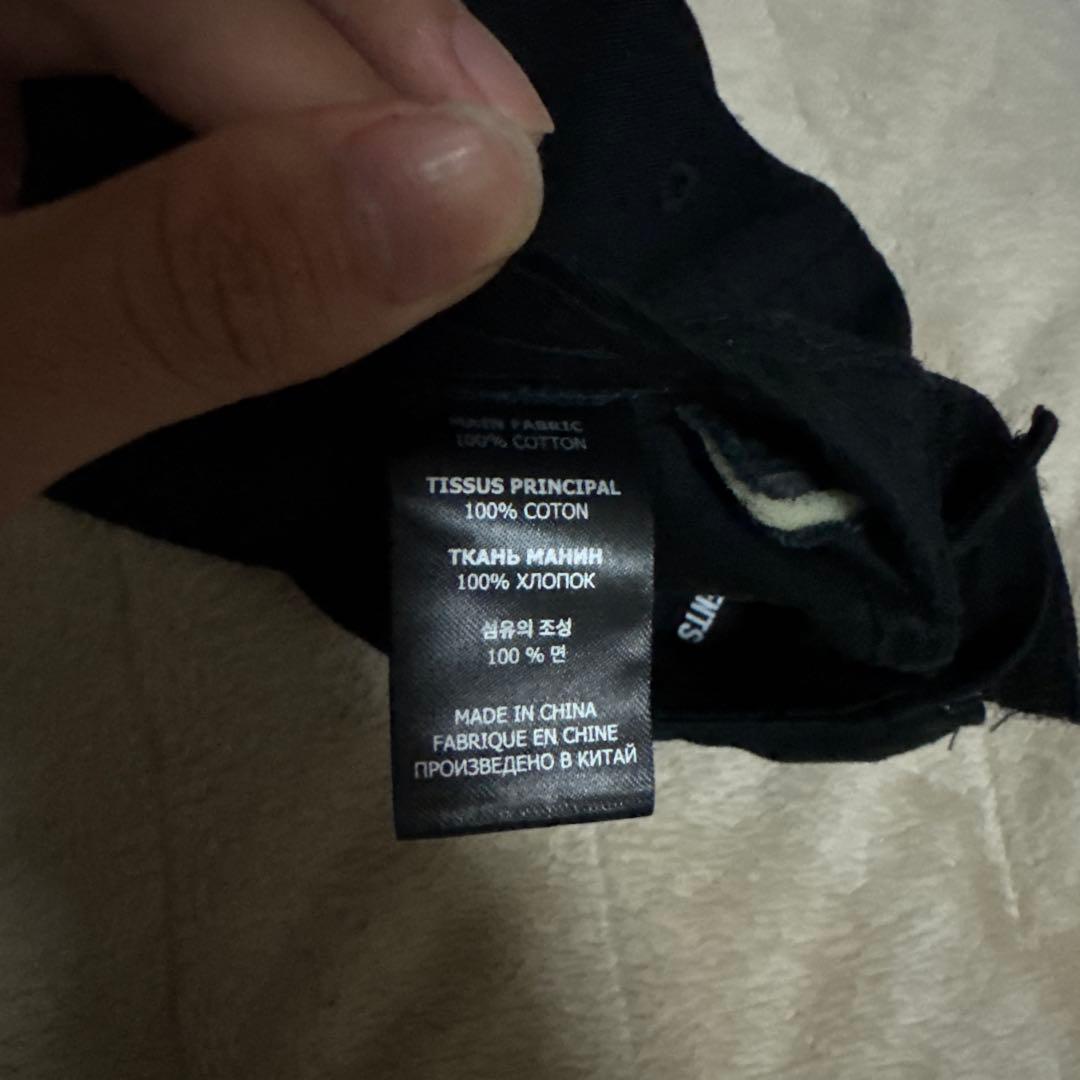 MAIN FABRIC
100% COTTON
TISSUS PRINCIPAL
100% COTON
ТКАНЬ МАНИН
100% ХЛОПОК
섬유의 조성
100 % 면
MADE IN CHINA
FABRIQUE EN CHINE
ПРОИЗВЕДЕНО В КИТАЙ